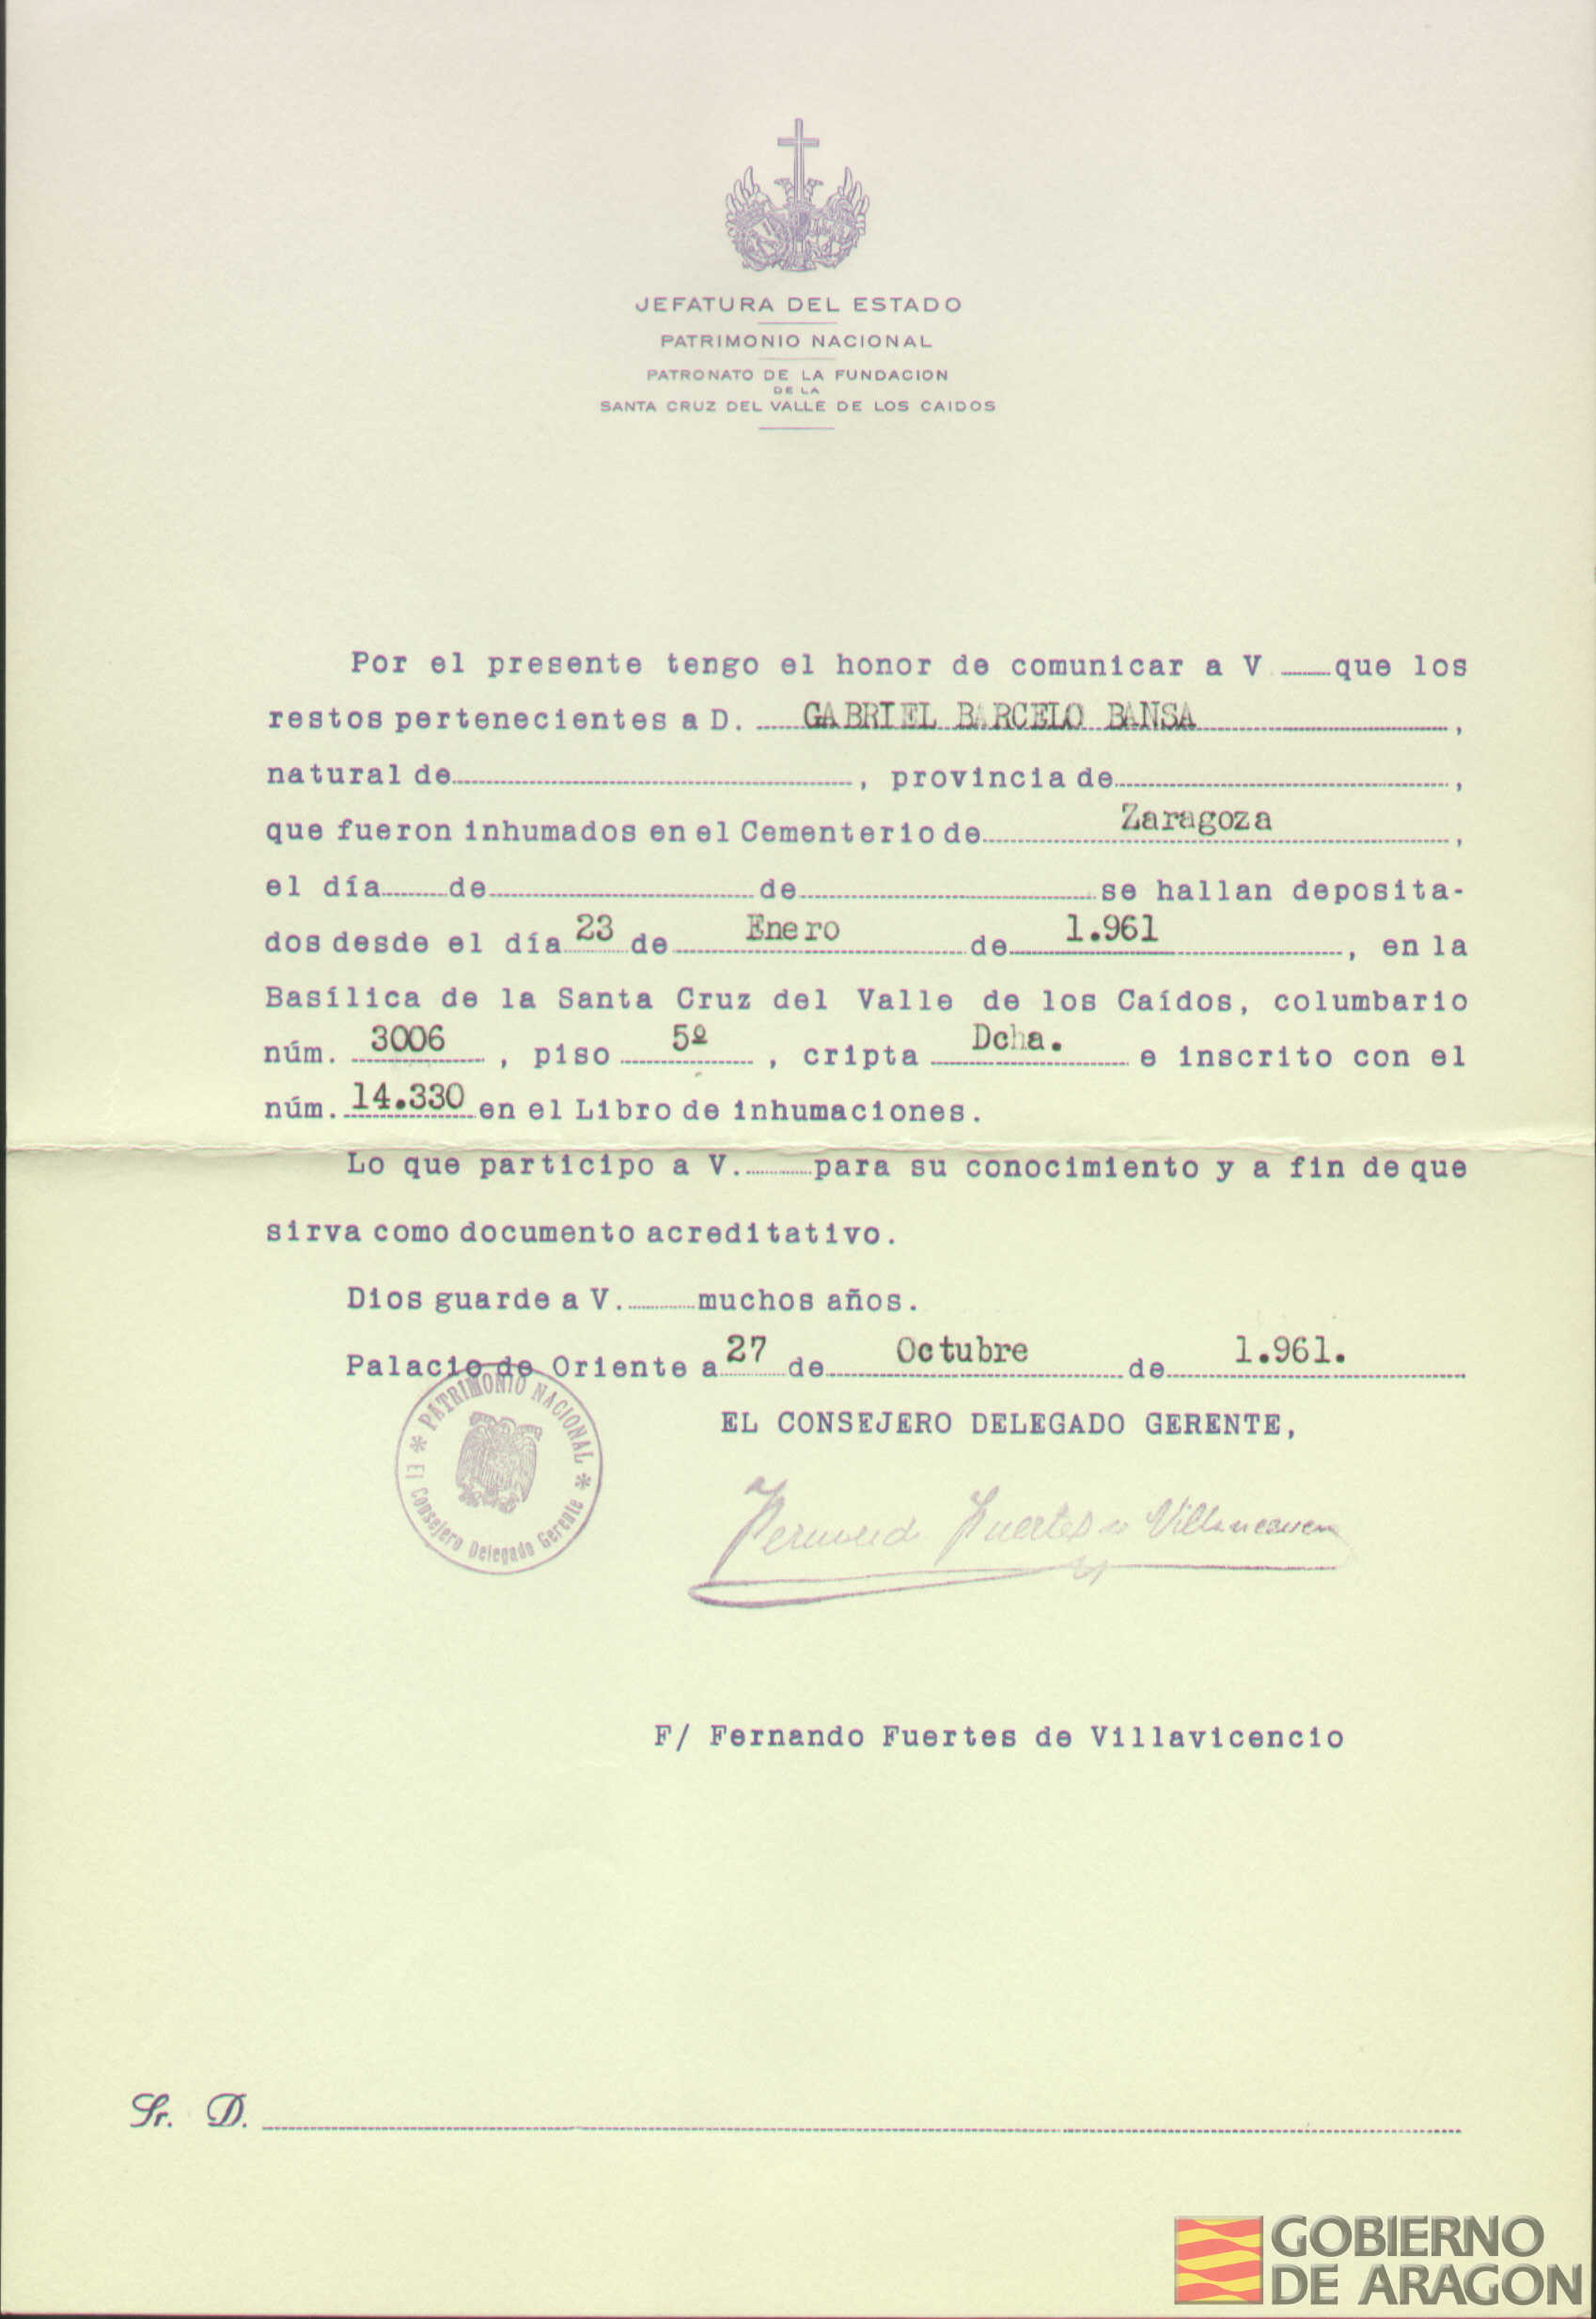 JEFATURA DEL ESTADO
PATRIMONIO NACIONAL
PATRONATO DE LA FUNDACION
DE LA
SANTA CRUZ DEL VALLE DE LOS CAIDOS
Por el presente tengo el honor de comunicar a V que los
restos pertenecientes a D. GABRIEL BARCELO BANSA ,
natural de , provincia de ,
que fueron inhumados en el Cementerio de Zaragoza ,
el día de de se hallan deposita-
dos desde el día 23 de Enero de 1.961 , en la
Basílica de la Santa Cruz del Valle de los Caídos, columbario
núm. 3006 , piso 5º , cripta Dcha. e inscrito con el
núm. 14.330 en el Libro de inhumaciones.
Lo que participo a V. para su conocimiento y a fin de que
sirva como documento acreditativo.
Dios guarde a V. muchos años.
Palacio de Oriente a 27 de Octubre de 1.961.
EL CONSEJERO DELEGADO GERENTE,
* PATRIMONIO NACIONAL *
El Consejero Delegado Gerente
Fernando Fuertes de Villavicencio
F/ Fernando Fuertes de Villavicencio
Sr. D.
GOBIERNO
DE ARAGON